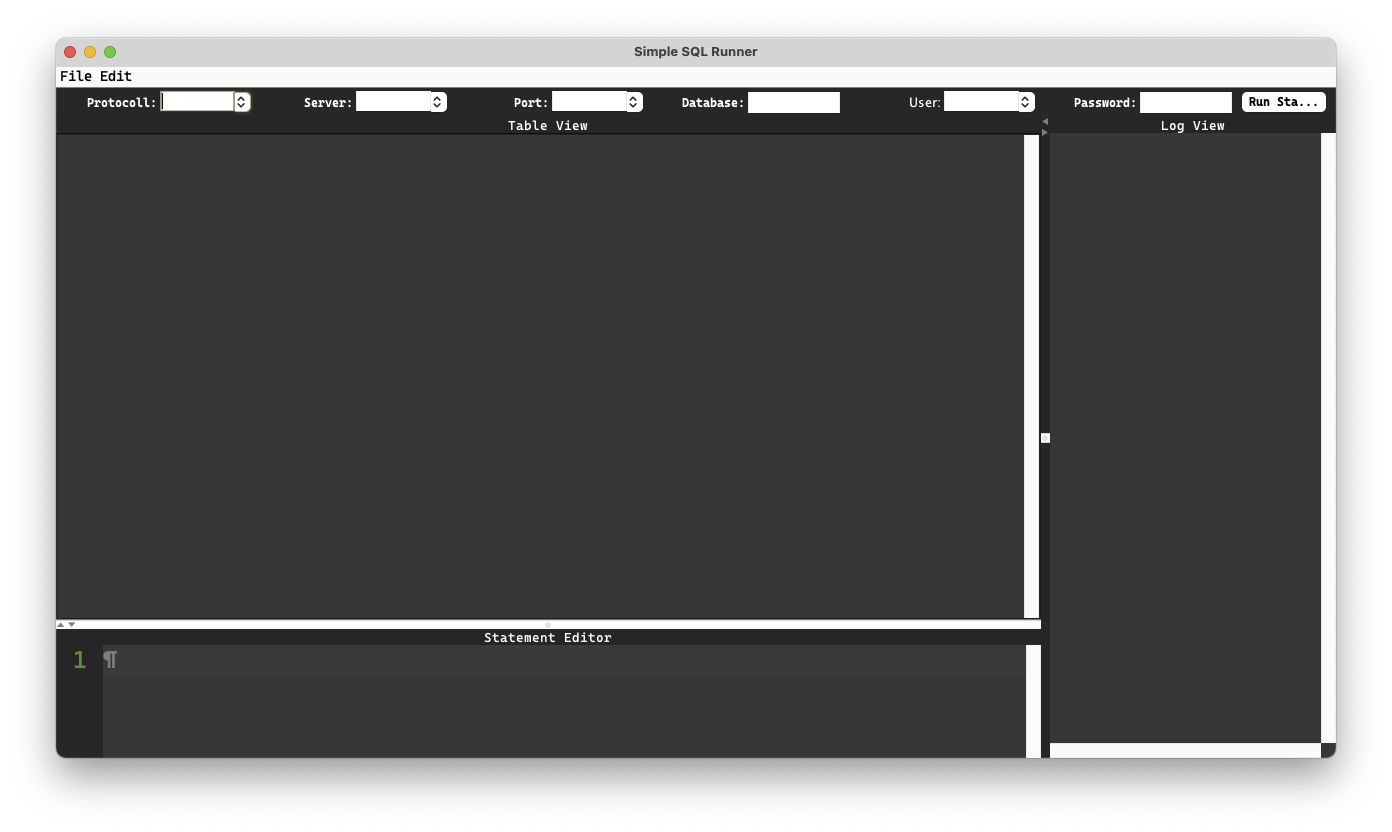 Simple SQL Runner
File Edit
Protocoll: Server: Port: Database: User: Password: Run Sta...
Table View Log View
Statement Editor
1 ¶